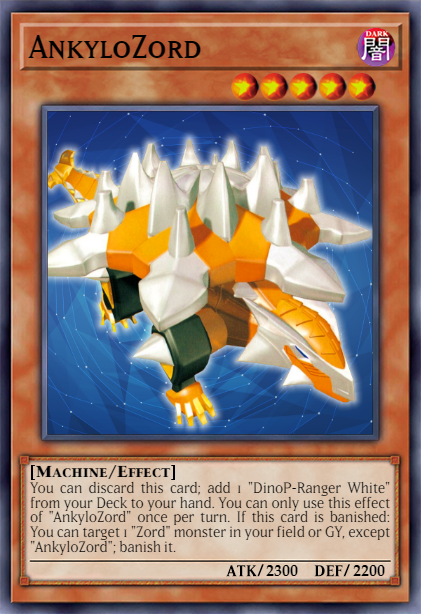 AnkyloZord
DARK
闇
[Machine/Effect]
You can discard this card; add 1 "DinoP-Ranger White"
from your Deck to your hand. You can only use this effect
of "AnkyloZord" once per turn. If this card is banished:
You can target 1 "Zord" monster in your field or GY, except
"AnkyloZord"; banish it.
ATK/2300 DEF/2200